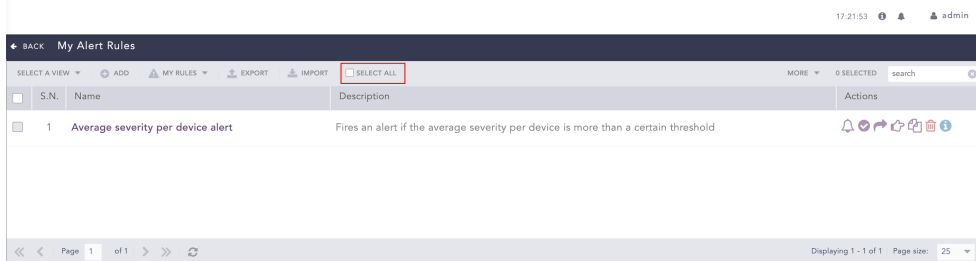 17:21:53 admin
BACK My Alert Rules
SELECT A VIEW ADD MY RULES EXPORT IMPORT SELECT ALL MORE 0 SELECTED search
S.N. Name Description Actions
1 Average severity per device alert Fires an alert if the average severity per device is more than a certain threshold
Page 1 of 1 Displaying 1 - 1 of 1 Page size: 25